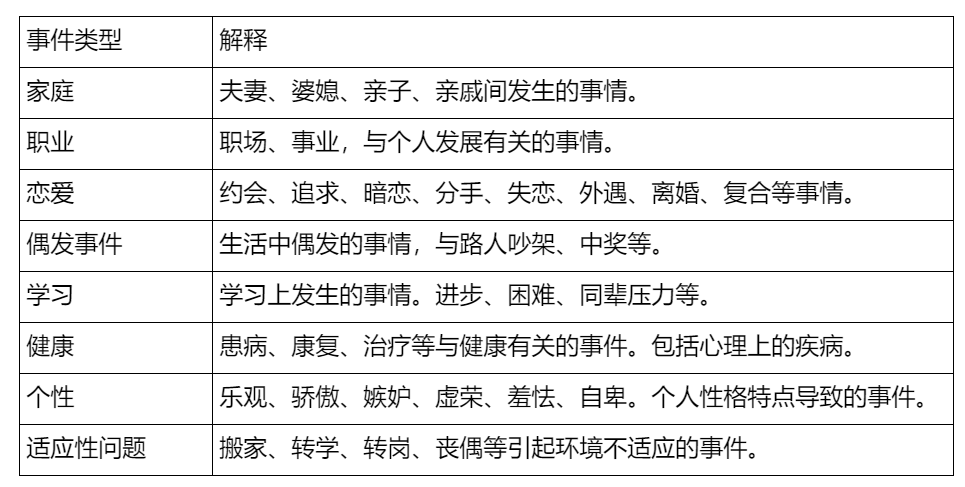 事件类型 解释
家庭 夫妻、婆媳、亲子、亲戚间发生的事情。
职业 职场、事业，与个人发展有关的事情。
恋爱 约会、追求、暗恋、分手、失恋、外遇、离婚、复合等事情。
偶发事件 生活中偶发的事情，与路人吵架、中奖等。
学习 学习上发生的事情。进步、困难、同辈压力等。
健康 患病、康复、治疗等与健康有关的事件。包括心理上的疾病。
个性 乐观、骄傲、嫉妒、虚荣、羞怯、自卑。个人性格特点导致的事件。
适应性问题 搬家、转学、转岗、丧偶等引起环境不适应的事件。